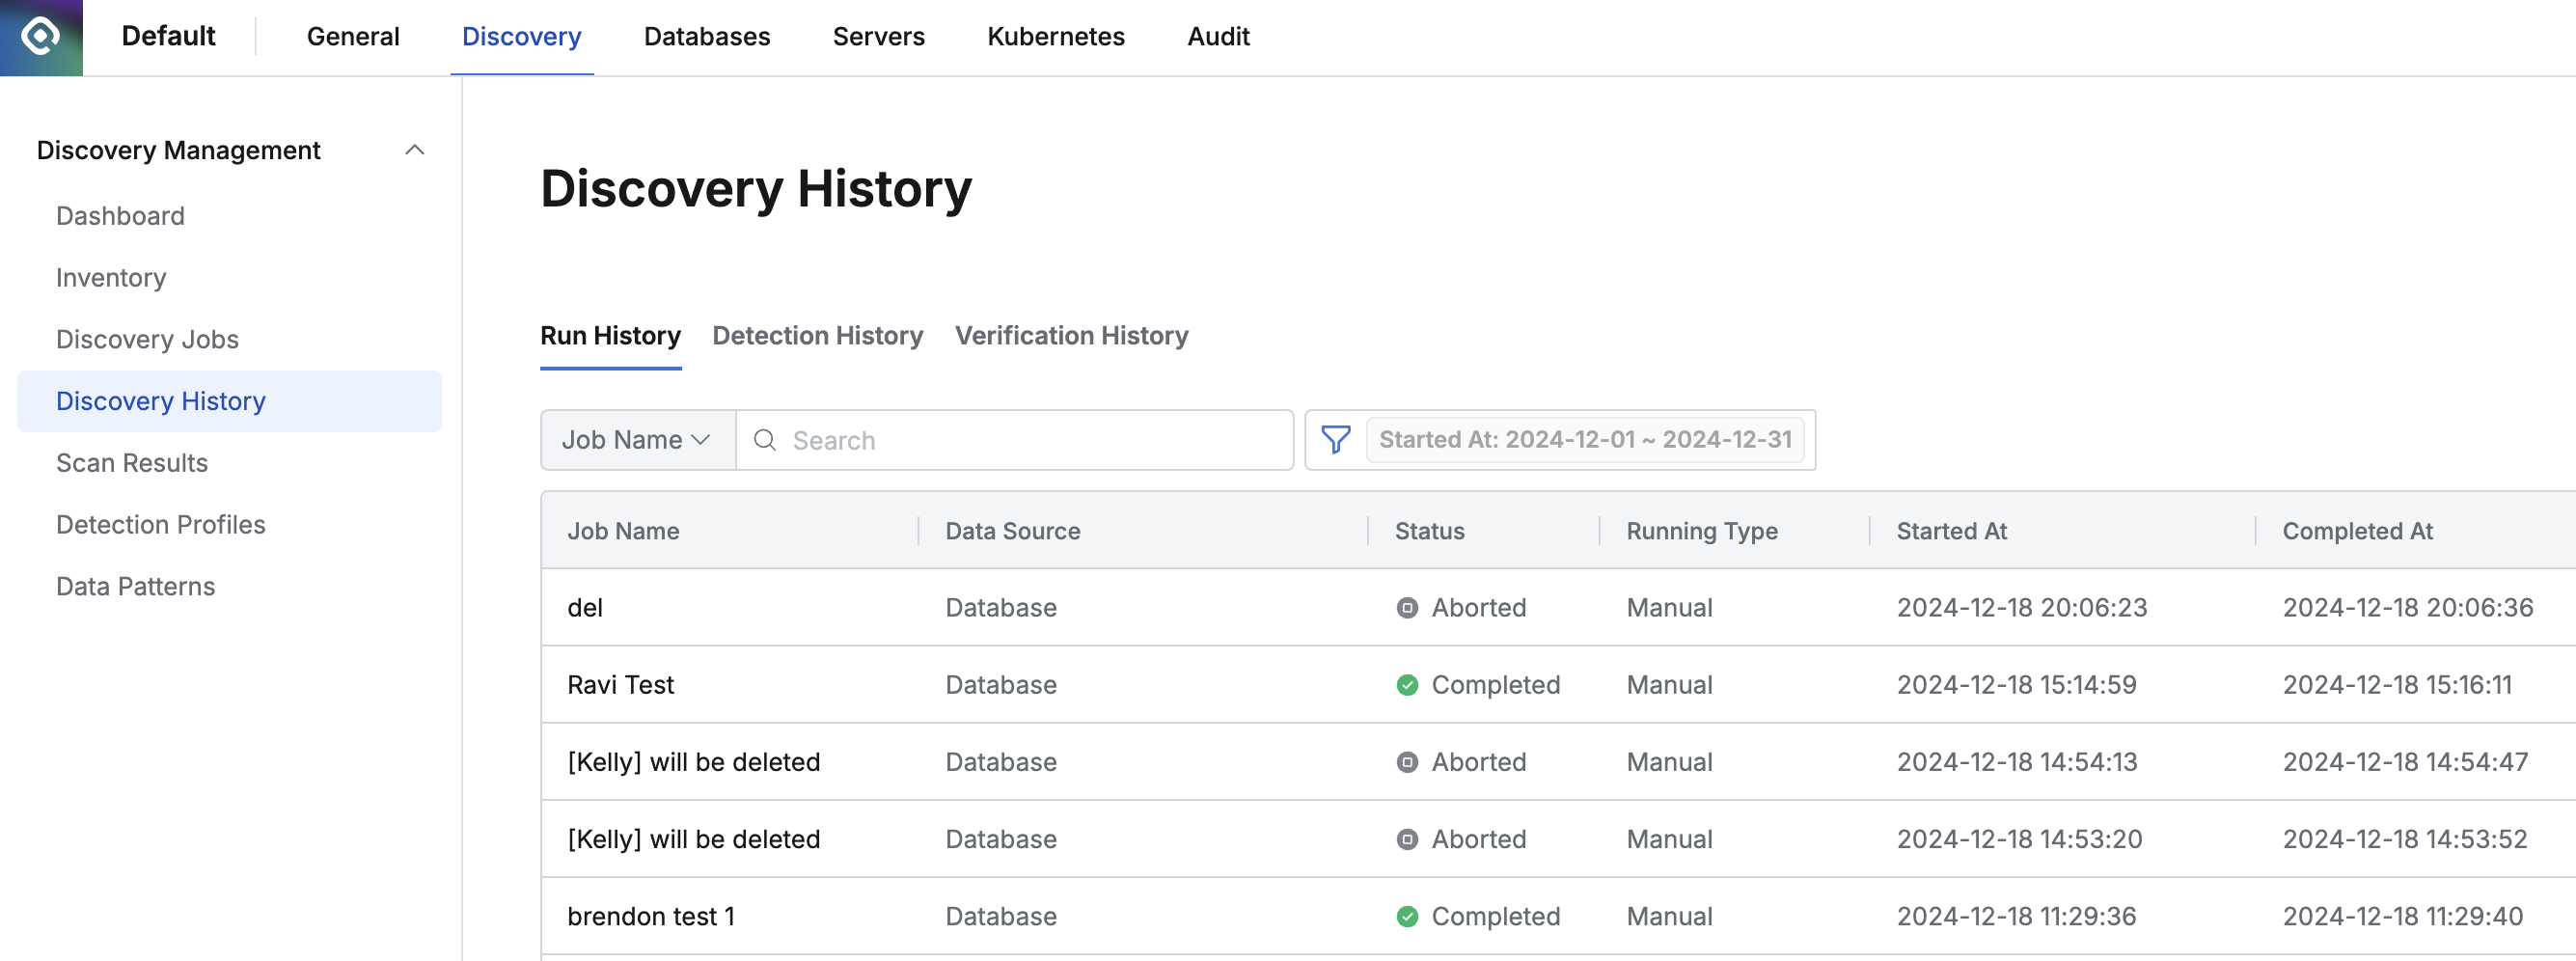 Default General Discovery Databases Servers Kubernetes Audit
Discovery Management
Dashboard
Inventory
Discovery Jobs
Discovery History
Scan Results
Detection Profiles
Data Patterns
Discovery History
Run History Detection History Verification History
Job Name Search Started At: 2024-12-01 ~ 2024-12-31
Job Name Data Source Status Running Type Started At Completed At
del Database Aborted Manual 2024-12-18 20:06:23 2024-12-18 20:06:36
Ravi Test Database Completed Manual 2024-12-18 15:14:59 2024-12-18 15:16:11
[Kelly] will be deleted Database Aborted Manual 2024-12-18 14:54:13 2024-12-18 14:54:47
[Kelly] will be deleted Database Aborted Manual 2024-12-18 14:53:20 2024-12-18 14:53:52
brendon test 1 Database Completed Manual 2024-12-18 11:29:36 2024-12-18 11:29:40